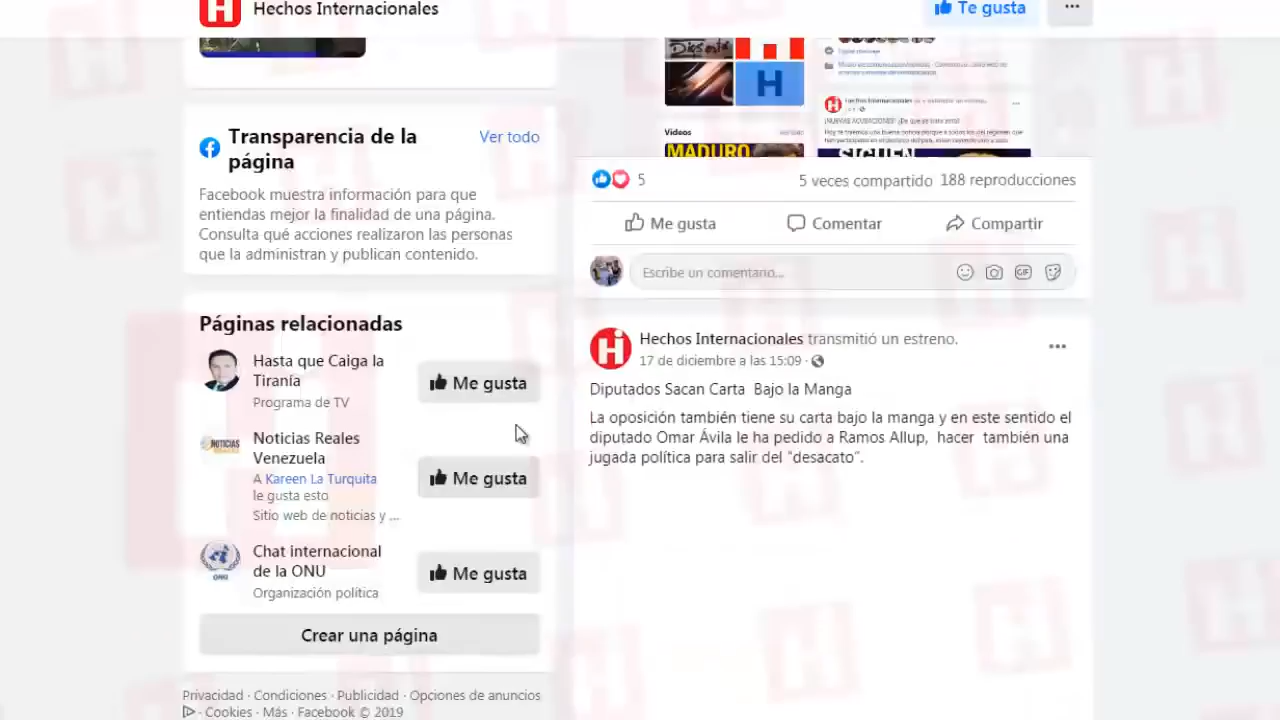 Hechos Internacionales
Te gusta
Transparencia de la
página
Ver todo
Facebook muestra información para que
entiendas mejor la finalidad de una página.
Consulta qué acciones realizaron las personas
que la administran y publican contenido.
Páginas relacionadas
Hasta que Caiga la
Tiranía
Programa de TV
Me gusta
Noticias Reales
Venezuela
A Kareen La Turquita
le gusta esto
Sitio web de noticias y ...
Me gusta
Chat internacional
de la ONU
Organización política
Me gusta
Crear una página
Privacidad · Condiciones · Publicidad · Opciones de anuncios
· Cookies · Más · Facebook © 2019
H
Videos
MADURO
SIGUEN
5
5 veces compartido 188 reproducciones
Me gusta Comentar Compartir
Escribe un comentario...
GIF
Hechos Internacionales transmitió un estreno.
17 de diciembre a las 15:09 ·
Diputados Sacan Carta Bajo la Manga
La oposición también tiene su carta bajo la manga y en este sentido el
diputado Omar Ávila le ha pedido a Ramos Allup, hacer también una
jugada política para salir del "desacato".